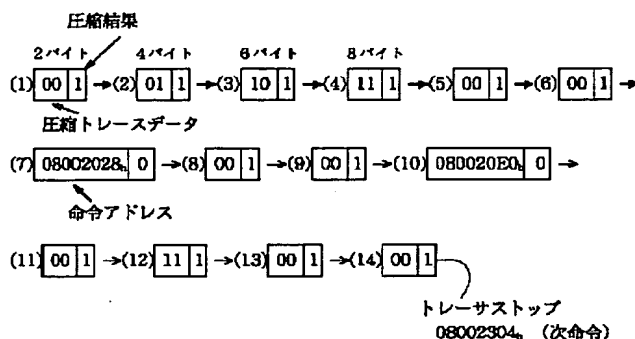 圧縮結果
2バイト 4バイト 6バイト 8バイト
(1) 00 1 → (2) 01 1 → (3) 10 1 → (4) 11 1 → (5) 00 1 → (6) 00 1 →
圧縮トレースデータ
(7) 08002028h 0 → (8) 00 1 → (9) 00 1 → (10) 080020E0h 0 →
命令アドレス
(11) 00 1 → (12) 11 1 → (13) 00 1 → (14) 00 1
トレーサストップ
08002304h (次命令)